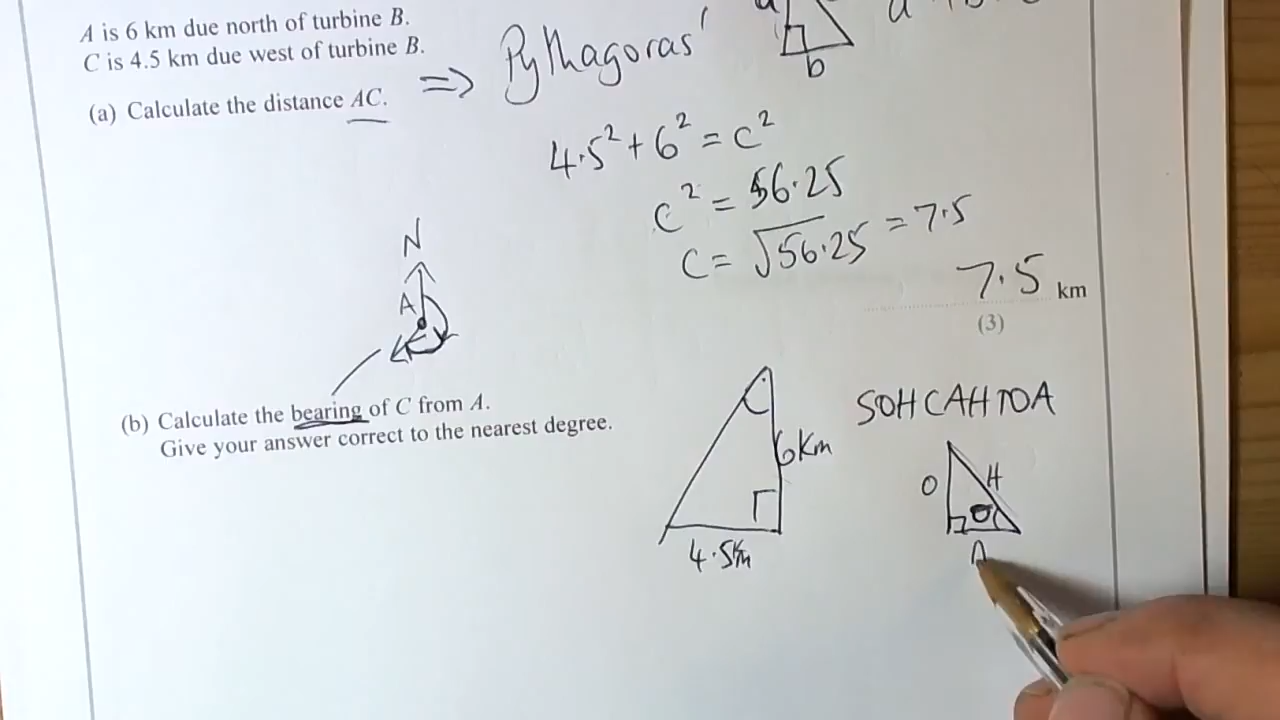 A is 6 km due north of turbine B.
C is 4.5 km due west of turbine B.
(a) Calculate the distance AC.
⇒ Pythagoras'
b
4.5² + 6² = c²
c² = 56.25
c = √56.25 = 7.5
7.5 km
(3)
N
A
(b) Calculate the bearing of C from A.
Give your answer correct to the nearest degree.
6km
4.5km
SOHCAHTOA
O
H
θ
A